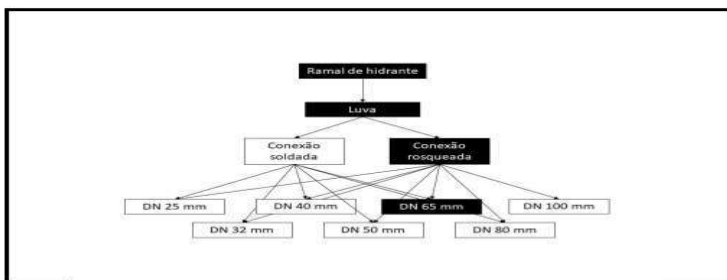 Ramal de hidrante
Luva
Conexão
soldada
Conexão
rosqueada
DN 25 mm
DN 40 mm
DN 65 mm
DN 100 mm
DN 32 mm
DN 50 mm
DN 80 mm